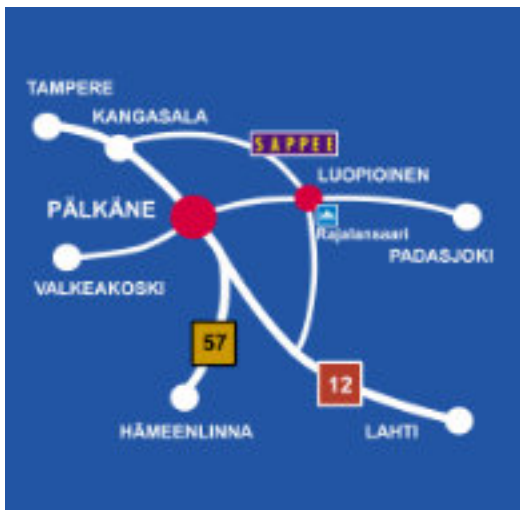 TAMPERE
KANGASALA
SAPPEE
LUOPIOINEN
PÄLKÄNE
Rajalansaari
PADASJOKI
VALKEAKOSKI
57
12
HÄMEENLINNA
LAHTI